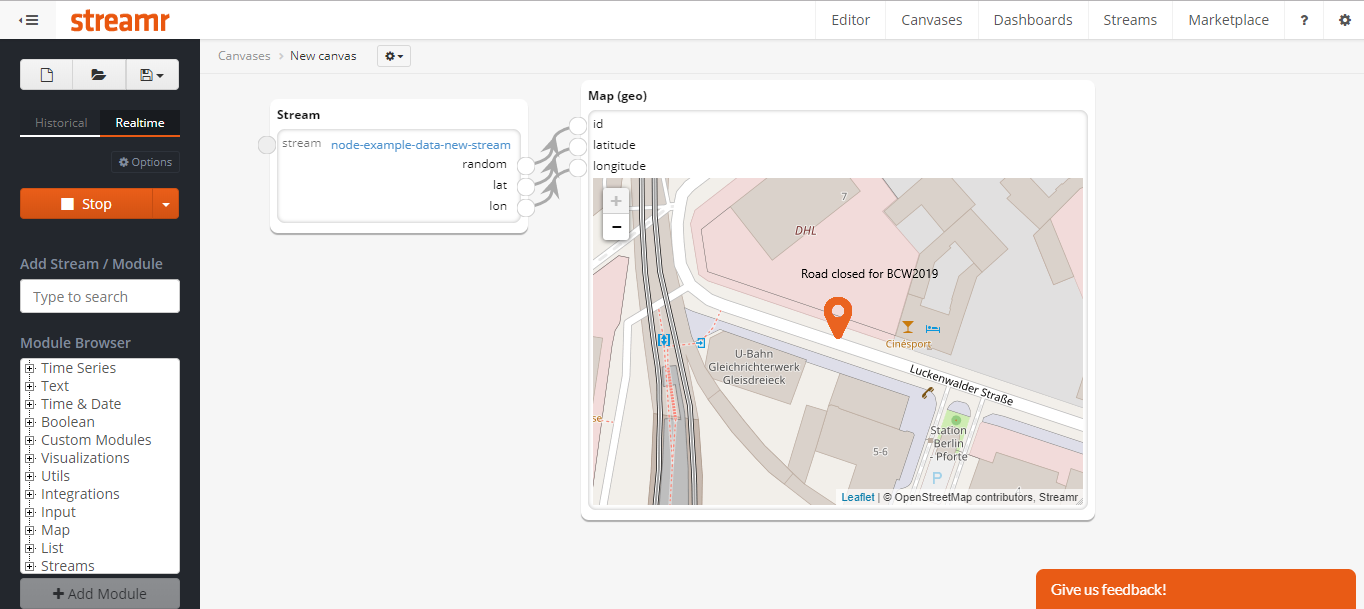 streamr
Editor
Canvases
Dashboards
Streams
Marketplace
?
Canvases › New canvas
Historical
Realtime
Options
Stop
Add Stream / Module
Type to search
Module Browser
Time Series
Text
Time & Date
Boolean
Custom Modules
Visualizations
Utils
Integrations
Input
Map
List
Streams
Add Module
Stream
stream node-example-data-new-stream
random
lat
lon
Map (geo)
id
latitude
longitude
+
−
7
DHL
Road closed for BCW2019
Cinésport
U-Bahn
Gleichrichterwerk
Gleisdreieck
Luckenwalder Straße
se
5-6
Station
Berlin
- Pforte
P
Leaflet | © OpenStreetMap contributors, Streamr
Give us feedback!